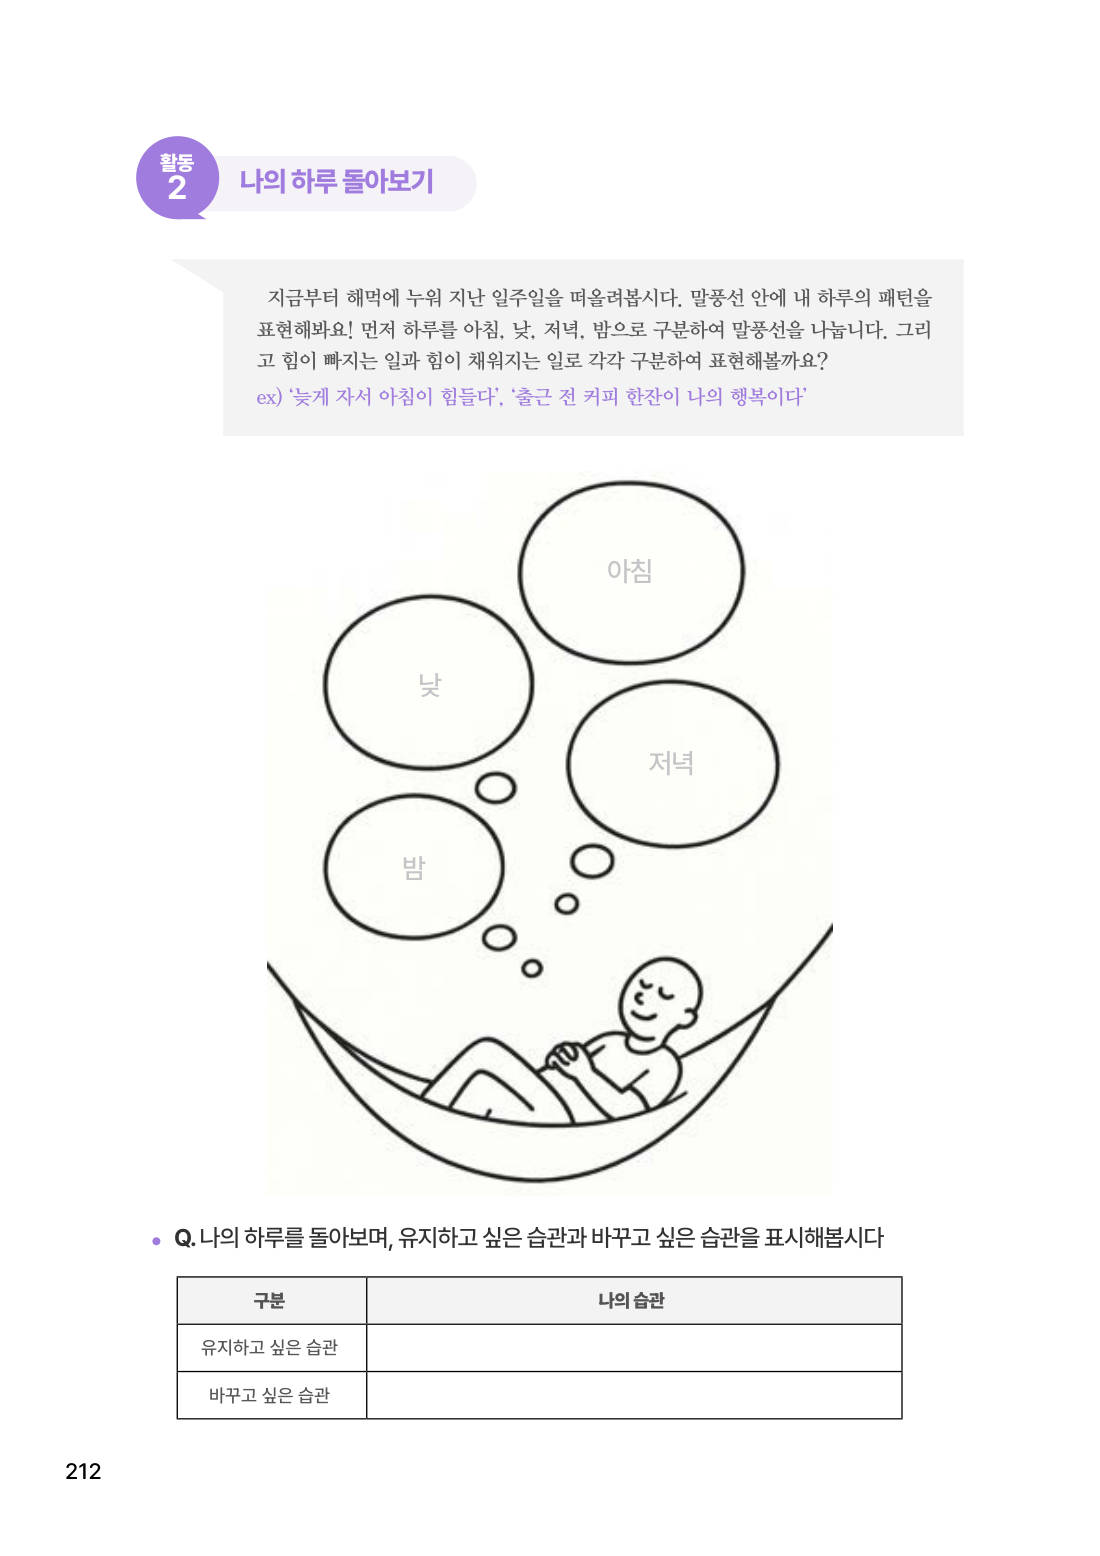 활동
2
나의 하루 돌아보기
지금부터 해먹에 누워 지난 일주일을 떠올려봅시다. 말풍선 안에 내 하루의 패턴을
표현해봐요! 먼저 하루를 아침, 낮, 저녁, 밤으로 구분하여 말풍선을 나눕니다. 그리
고 힘이 빠지는 일과 힘이 채워지는 일로 각각 구분하여 표현해볼까요?
ex) ‘늦게 자서 아침이 힘들다’, ‘출근 전 커피 한잔이 나의 행복이다’
아침
낮
저녁
밤
• Q. 나의 하루를 돌아보며, 유지하고 싶은 습관과 바꾸고 싶은 습관을 표시해봅시다
구분 나의 습관
유지하고 싶은 습관
바꾸고 싶은 습관
212